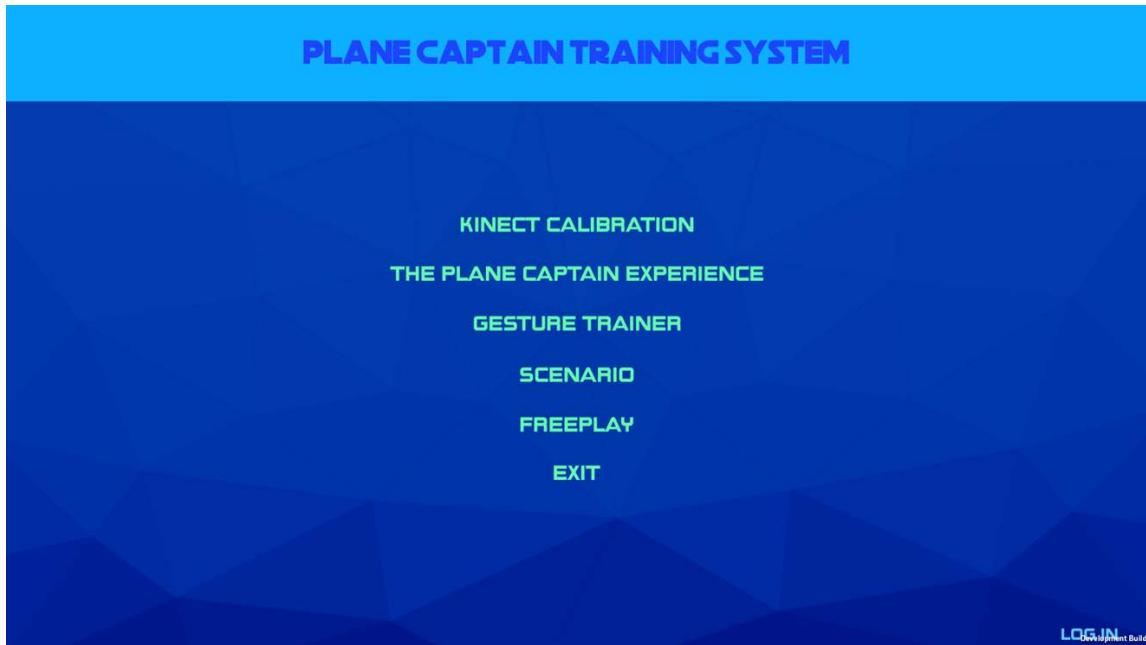 PLANE CAPTAIN TRAINING SYSTEM
KINECT CALIBRATION
THE PLANE CAPTAIN EXPERIENCE
GESTURE TRAINER
SCENARIO
FREEPLAY
EXIT
LOG IN
Development Build